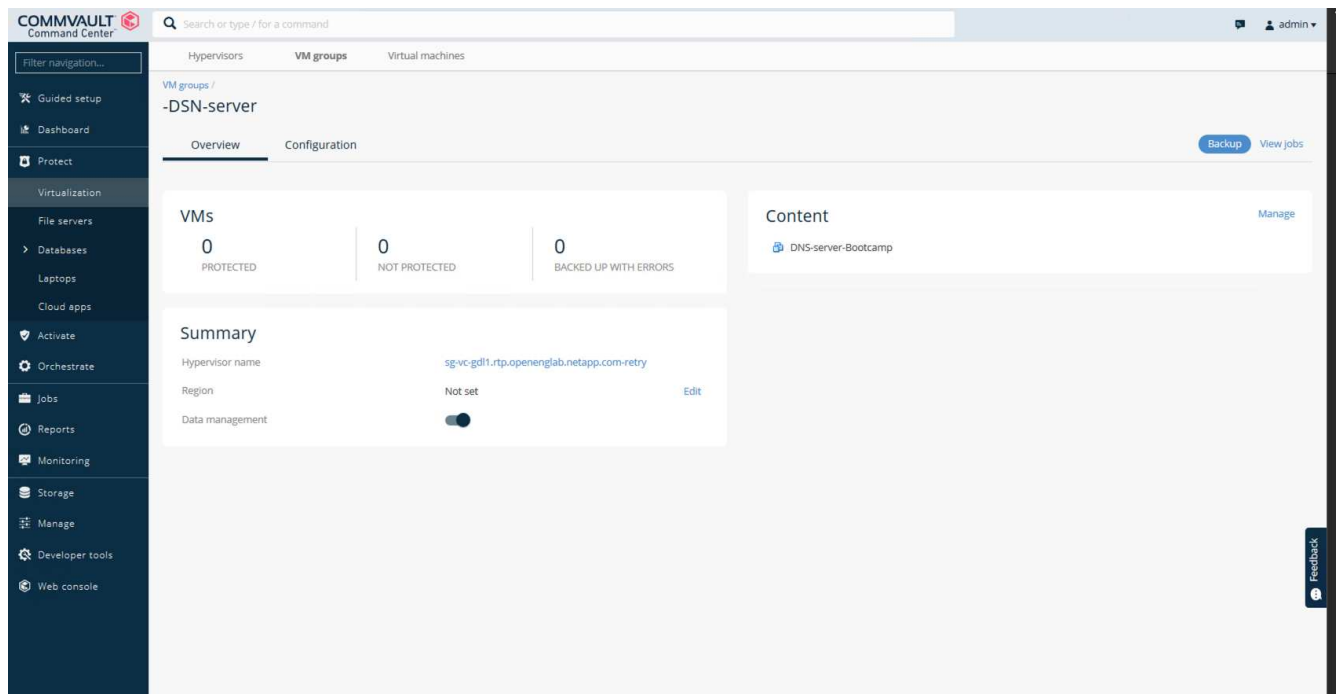 COMMVAULT
Command Center
Search or type / for a command
admin
Filter navigation...
Guided setup
Dashboard
Protect
Virtualization
File servers
Databases
Laptops
Cloud apps
Activate
Orchestrate
Jobs
Reports
Monitoring
Storage
Manage
Developer tools
Web console
Hypervisors VM groups Virtual machines
VM groups /
-DSN-server
Overview Configuration
Backup View jobs
VMs
0 0 0
PROTECTED NOT PROTECTED BACKED UP WITH ERRORS
Summary
Hypervisor name sg-vc-gdl1.rtp.openenglab.netapp.com-retry
Region Not set Edit
Data management
Content Manage
DNS-server-Bootcamp
Feedback